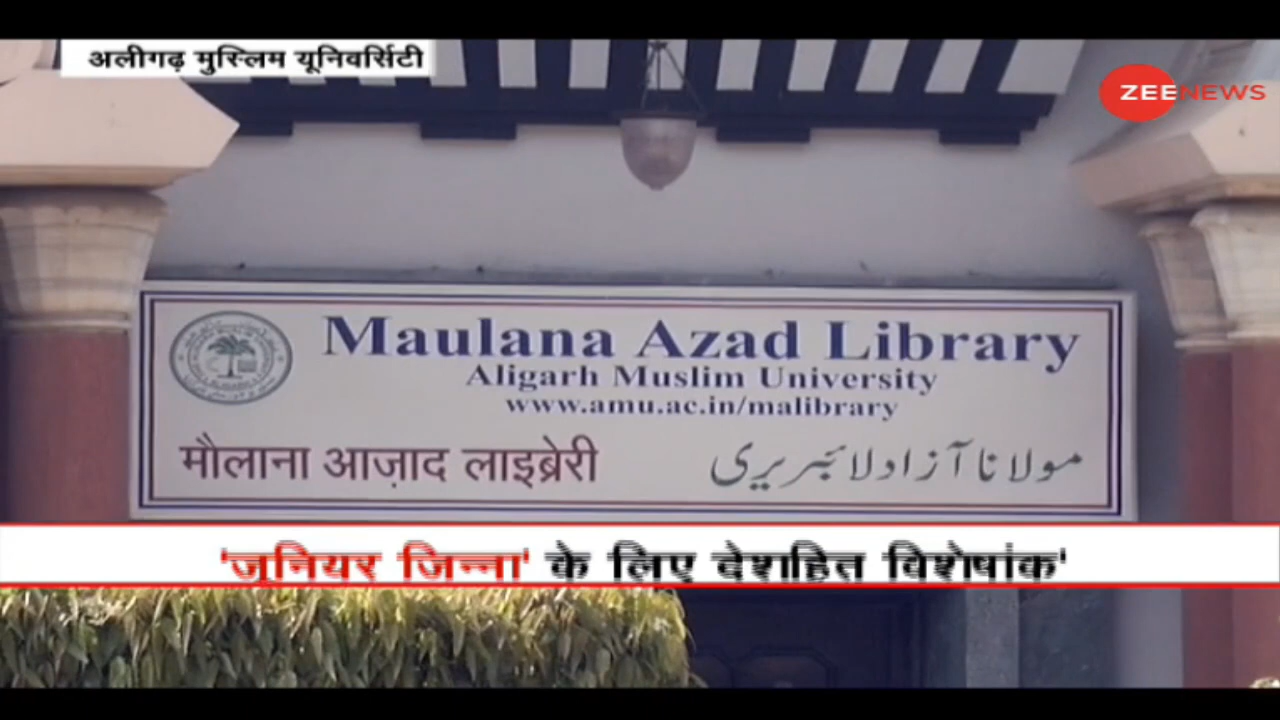 अलीगढ़ मुस्लिम यूनिवर्सिटी
ZEENEWS
Maulana Azad Library
Aligarh Muslim University
www.amu.ac.in/malibrary
मौलाना आज़ाद लाइब्रेरी
مولانا آزاد لائبریری
'जूनियर जिन्ना' के लिए देशहित विशेषांक'